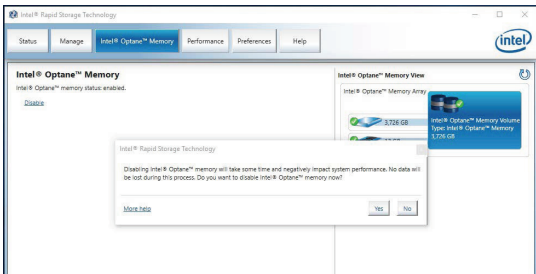 Intel® Rapid Storage Technology
Status
Manage
Intel® Optane™ Memory
Performance
Preferences
Help
intel
Intel® Optane™ Memory
Intel® Optane™ memory status: enabled.
Disable
Intel® Optane™ Memory View
Intel® Optane™ Memory Array
3,726 GB
Intel® Optane™ Memory Volume
Type: Intel® Optane™ Memory
3,726 GB
Intel® Rapid Storage Technology
Disabling Intel® Optane™ memory will take some time and negatively impact system performance. No data will
be lost during this process. Do you want to disable Intel® Optane™ memory now?
More help
Yes
No